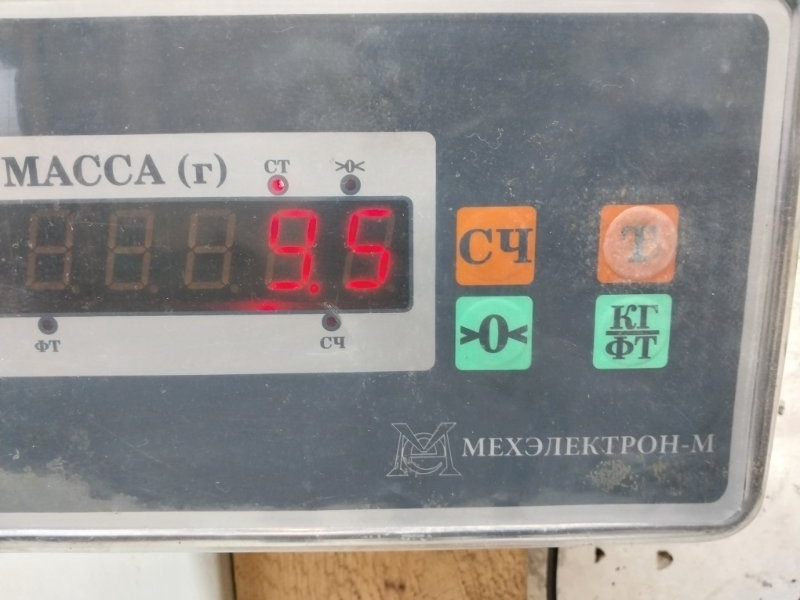 МАССА (г)
СТ
>0<
9.5
ФТ
СЧ
СЧ
Т
>0<
КГ
ФТ
МЕХЭЛЕКТРОН-М